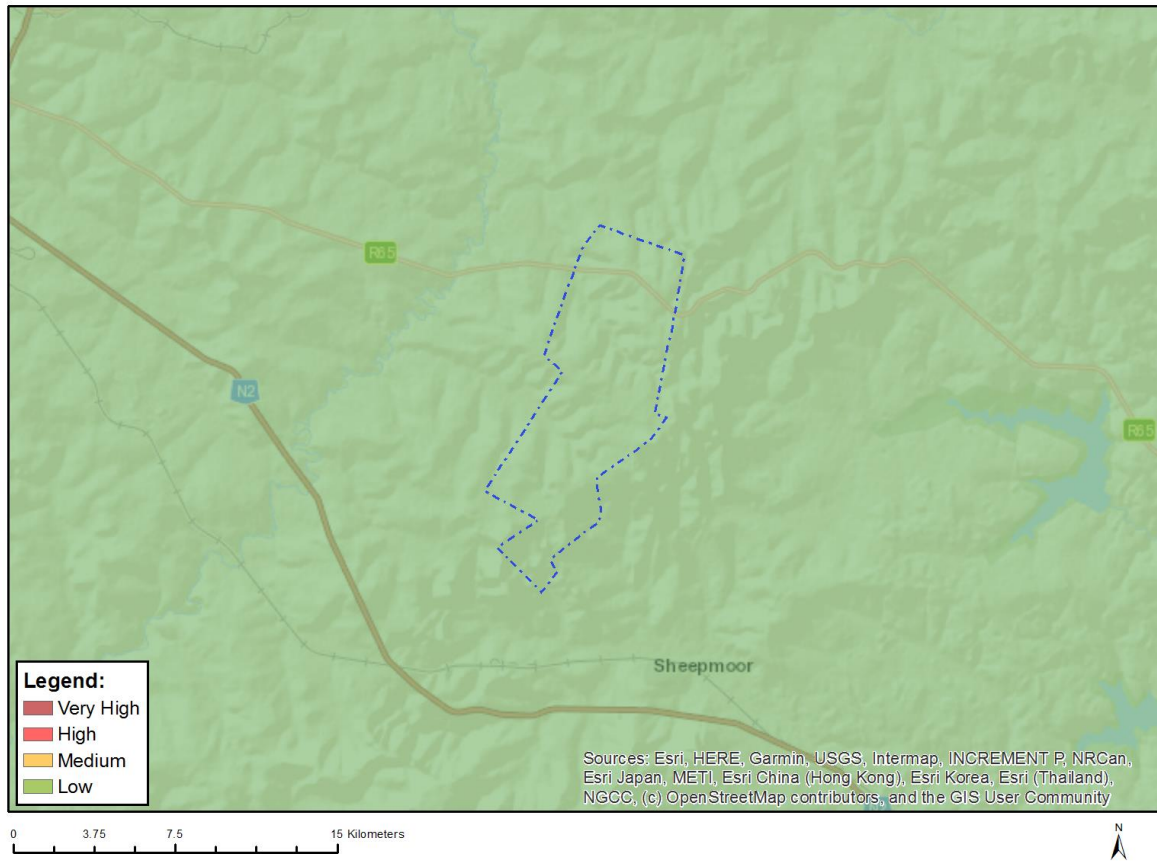 R65
N2
R65
Sheepmoor
Legend:
Very High
High
Medium
Low
Sources: Esri, HERE, Garmin, USGS, Intermap, INCREMENT P, NRCan,
Esri Japan, METI, Esri China (Hong Kong), Esri Korea, Esri (Thailand),
NGCC, (c) OpenStreetMap contributors, and the GIS User Community
0 3.75 7.5 15 Kilometers
N